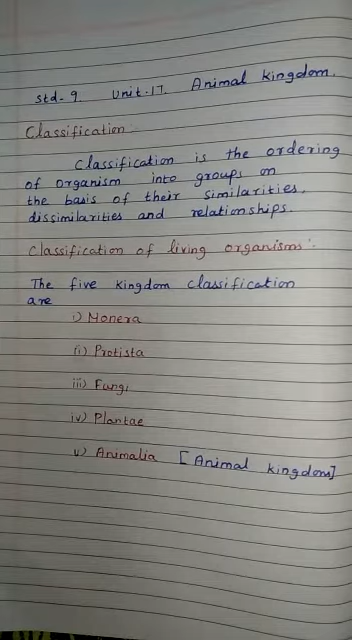 std-9. Unit-17. Animal kingdom.
Classification
Classification is the ordering
of organism into groups on
the basis of their similarities,
dissimilarities and relationships.
Classification of living organisms :
The five kingdom classification
are
i) Monera
ii) Protista
iii) Fungi
iv) Plantae
v) Animalia [Animal kingdom]